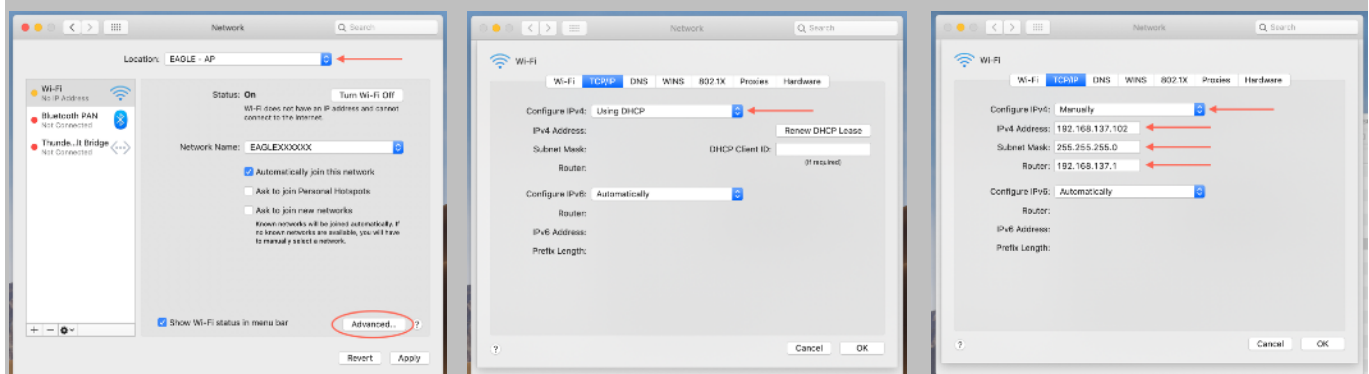 Network
Search
Location: EAGLE - AP
Wi-Fi
No IP Address
Bluetooth PAN
Not Connected
Thunde...lt Bridge
Not Connected
Status: On
Turn Wi-Fi Off
Wi-Fi does not have an IP address and cannot
connect to the Internet.
Network Name: EAGLEXXXXXX
Automatically join this network
Ask to join Personal Hotspots
Ask to join new networks
Known networks will be joined automatically. If
no known networks are available, you will have
to manually select a network.
Show Wi-Fi status in menu bar
Advanced...
?
Revert Apply
Network
Search
Wi-Fi
Wi-Fi TCP/IP DNS WINS 802.1X Proxies Hardware
Configure IPv4: Using DHCP
IPv4 Address: Renew DHCP Lease
Subnet Mask: DHCP Client ID:
(If required)
Router:
Configure IPv6: Automatically
Router:
IPv6 Address:
Prefix Length:
?
Cancel OK
Network
Search
Wi-Fi
Wi-Fi TCP/IP DNS WINS 802.1X Proxies Hardware
Configure IPv4: Manually
IPv4 Address: 192.168.137.102
Subnet Mask: 255.255.255.0
Router: 192.168.137.1
Configure IPv6: Automatically
Router:
IPv6 Address:
Prefix Length:
?
Cancel OK